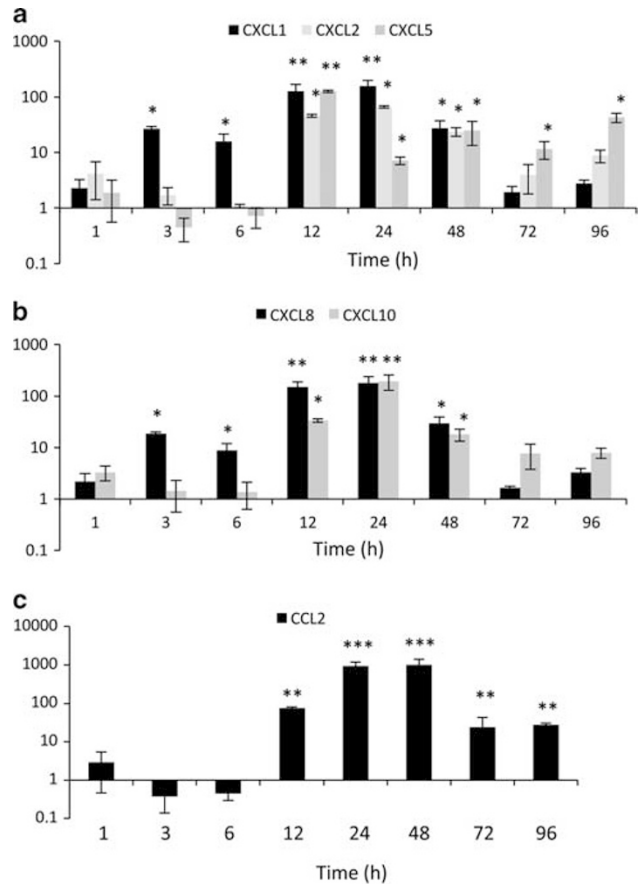 a
CXCL1 CXCL2 CXCL5
1000
100
10
1
0.1
* * ** * ** ** * * * * * * *
1 3 6 12 24 48 72 96
Time (h)
b
CXCL8 CXCL10
1000
100
10
1
0.1
* * ** * ** ** * *
1 3 6 12 24 48 72 96
Time (h)
c
CCL2
10000
1000
100
10
1
0.1
** *** *** ** **
1 3 6 12 24 48 72 96
Time (h)